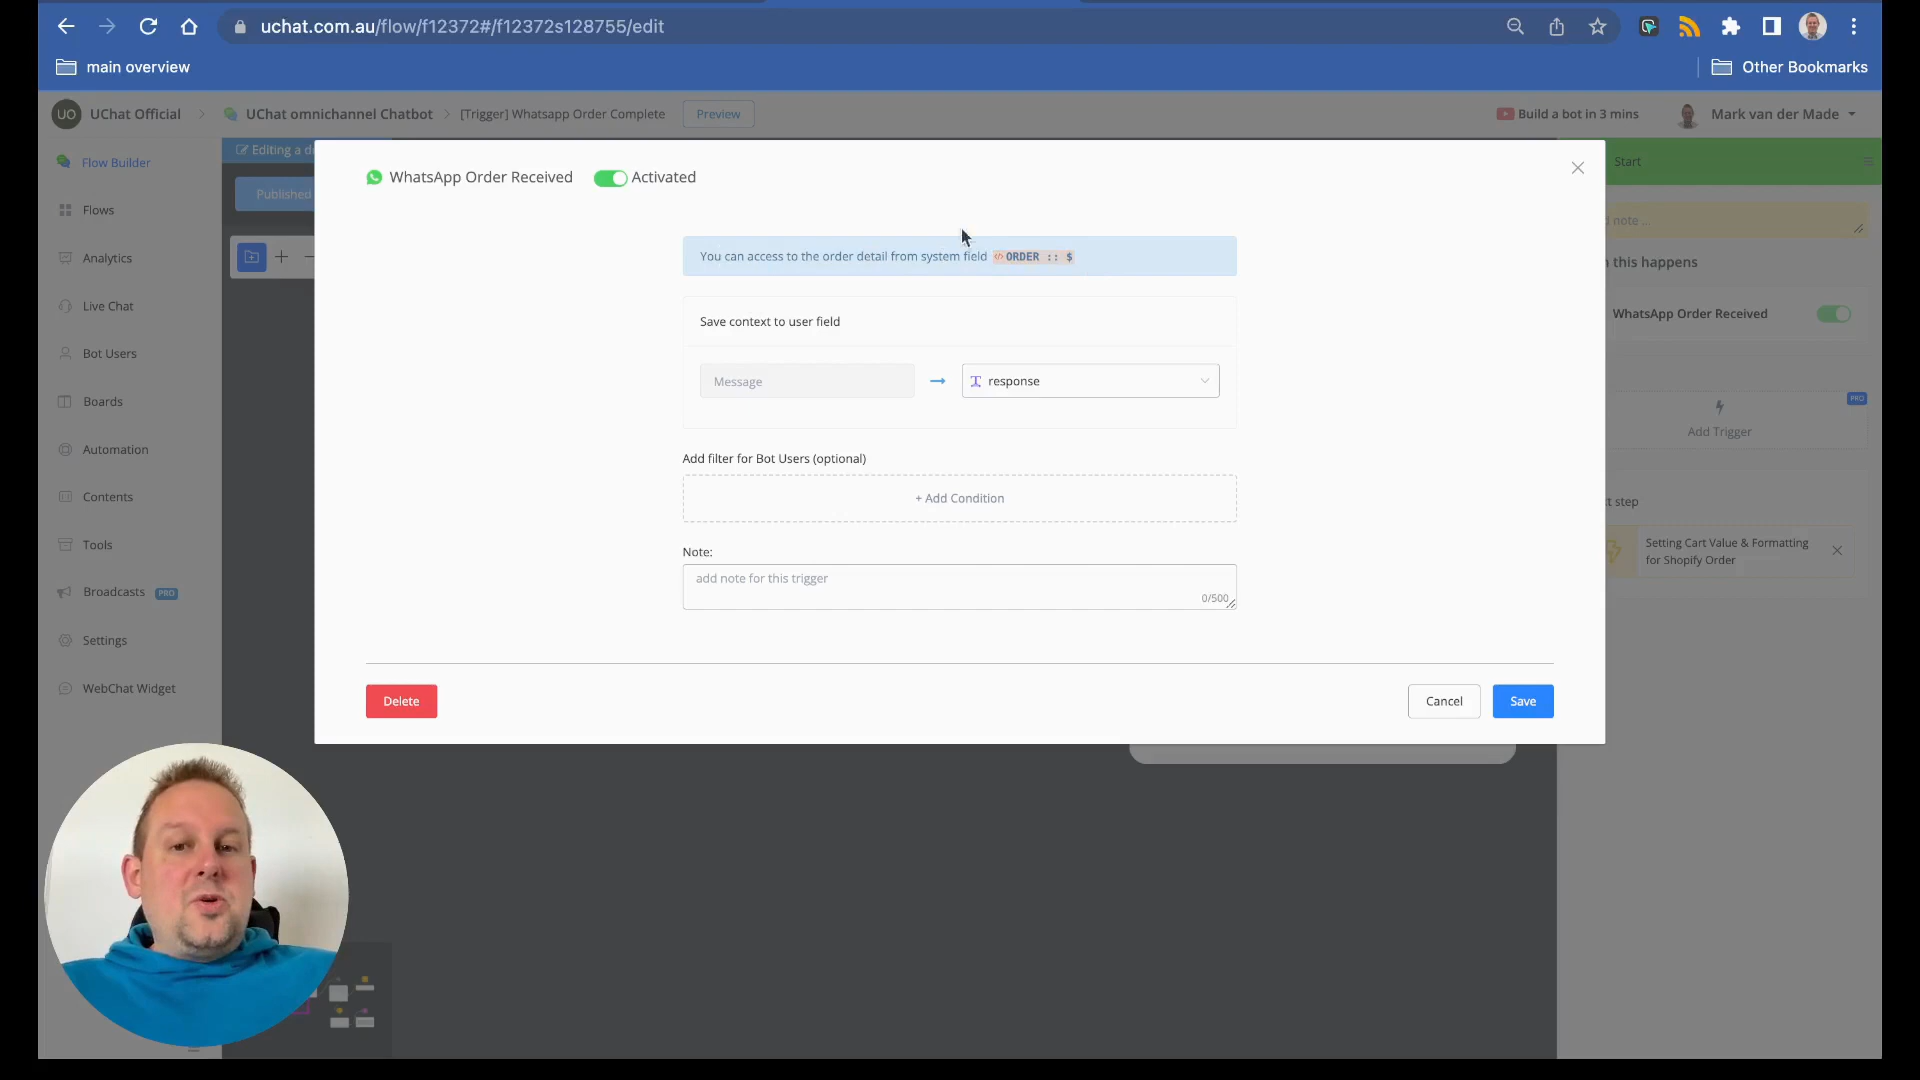 uchat.com.au/flow/f12372#/f12372s128755/edit
main overview
Other Bookmarks
UO UChat Official
UChat omnichannel Chatbot
[Trigger] Whatsapp Order Complete
Preview
Build a bot in 3 mins
Mark van der Made
Flow Builder
Flows
Analytics
Live Chat
Bot Users
Boards
Automation
Contents
Tools
Broadcasts PRO
Settings
WebChat Widget
Editing a d
Published
WhatsApp Order Received
Activated
You can access to the order detail from system field ORDER :: $
Save context to user field
Message
response
Add filter for Bot Users (optional)
+ Add Condition
Note:
add note for this trigger
0/500
Delete
Cancel
Save
Start
note ...
this happens
WhatsApp Order Received
PRO
Add Trigger
t step
Setting Cart Value & Formatting
for Shopify Order